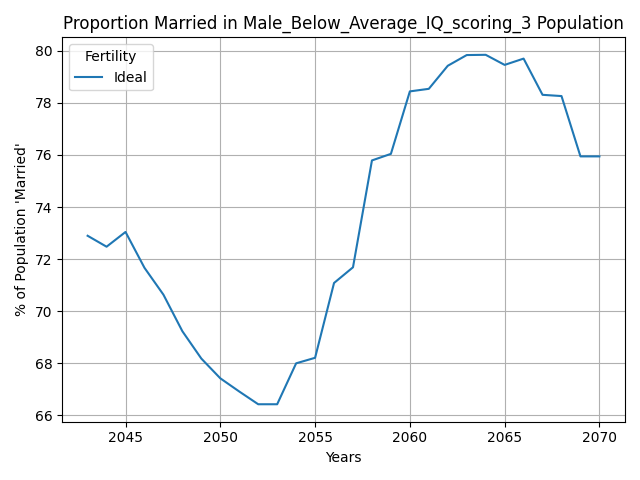 Proportion Married in Male_Below_Average_IQ_scoring_3 Population
Fertility
Ideal
% of Population 'Married'
80
78
76
74
72
70
68
66
2045
2050
2055
2060
2065
2070
Years